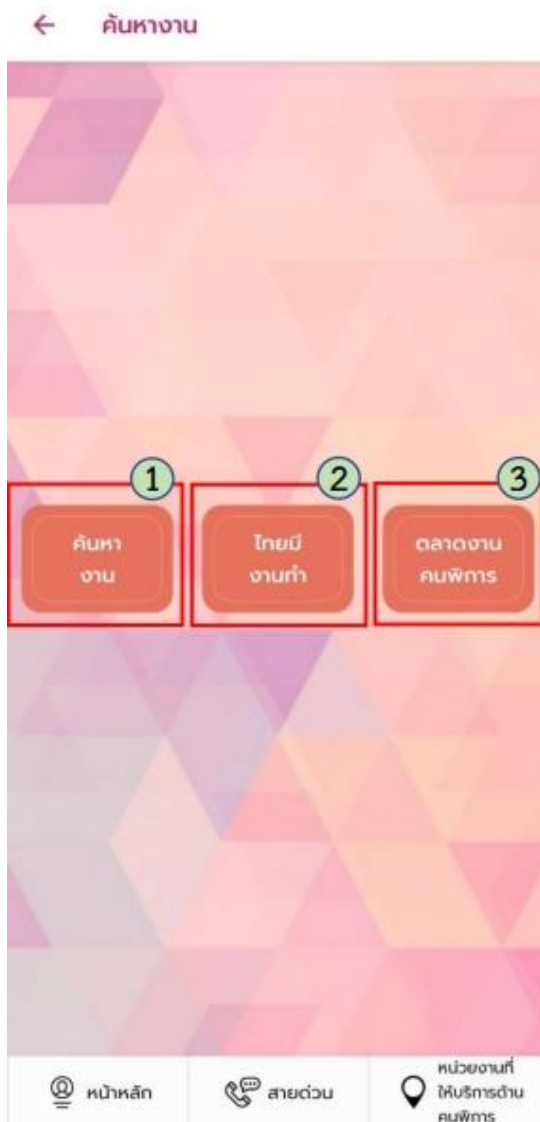 ค้นหางาน
1
2
3
ค้นหา
งาน
ไทยมี
งานทำ
ตลาดงาน
คนพิการ
หน้าหลัก
สายด่วน
หน่วยงานที่
ให้บริการด้าน
คนพิการ